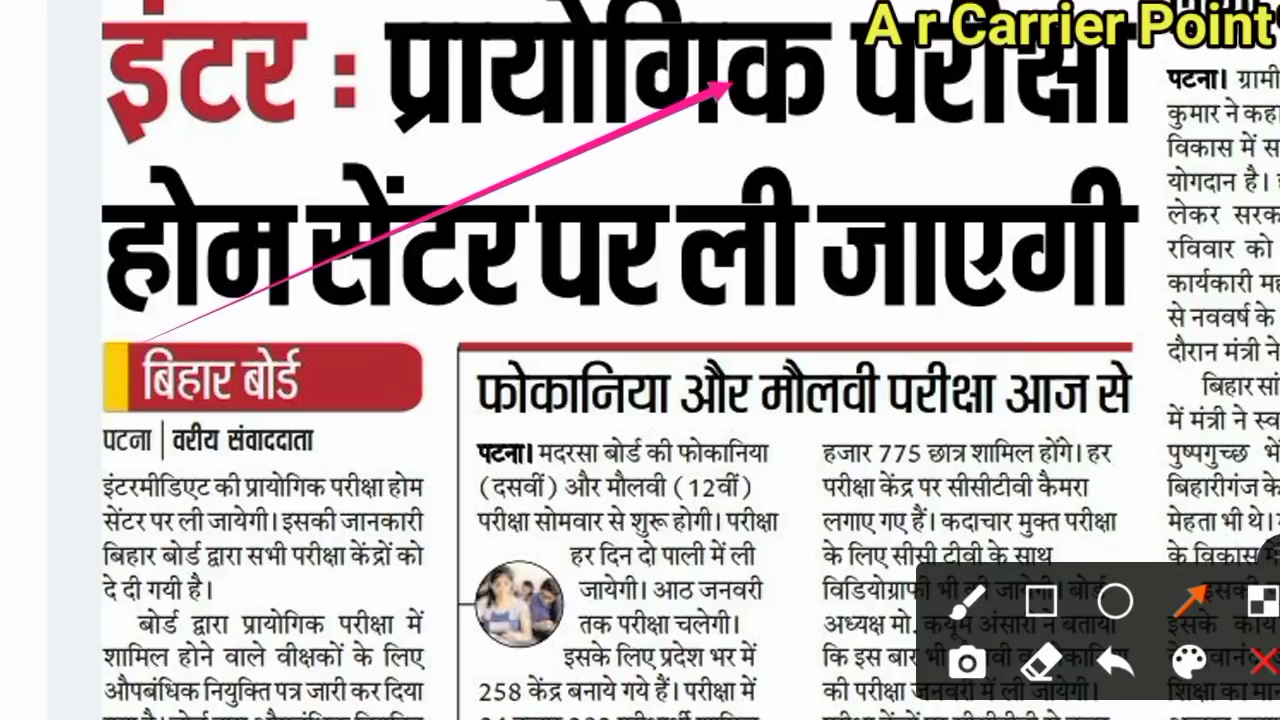 A r Carrier Point
इंटर : प्रायोगिक परीक्षा
होम सेंटर पर ली जाएगी
बिहार बोर्ड
पटना | वरीय संवाददाता
इंटरमीडिएट की प्रायोगिक परीक्षा होम
सेंटर पर ली जायेगी। इसकी जानकारी
बिहार बोर्ड द्वारा सभी परीक्षा केंद्रों को
दे दी गयी है।
बोर्ड द्वारा प्रायोगिक परीक्षा में
शामिल होने वाले वीक्षकों के लिए
औपबंधिक नियुक्ति पत्र जारी कर दिया
फोकानिया और मौलवी परीक्षा आज से
पटना। मदरसा बोर्ड की फोकानिया
(दसवीं) और मौलवी (12वीं)
परीक्षा सोमवार से शुरू होगी। परीक्षा
हर दिन दो पाली में ली
जायेगी। आठ जनवरी
तक परीक्षा चलेगी।
इसके लिए प्रदेश भर में
258 केंद्र बनाये गये हैं। परीक्षा में
हजार 775 छात्र शामिल होंगे। हर
परीक्षा केंद्र पर सीसीटीवी कैमरा
लगाए गए हैं। कदाचार मुक्त परीक्षा
के लिए सीसी टीवी के साथ
विडियोग्राफी भी की जायेगी। बोर्ड
अध्यक्ष मो. कयूम अंसारी ने बताया
कि इस बार भी
की परीक्षा जनवरी में ली जायेगी।
पटना। ग्रामी
कुमार ने कहा
विकास में स
योगदान है।
लेकर सरक
रविवार को
कार्यकारी मह
से नववर्ष के
दौरान मंत्री ने
बिहार सां
में मंत्री ने स्व
पुष्पगुच्छ भें
बिहारीगंज के
मेहता भी थे।
के विकास में
इसकी
इसके कार्य
शिक्षा का मा